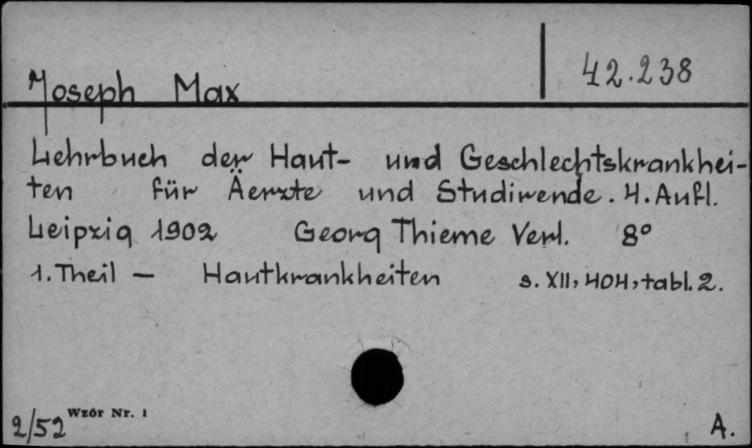 Joseph Max 42.238
Lehrbuch der Haut- und Geschlechtskrankhei-
ten für Äerzte und Studirende. 4. Aufl.
Leipzig 1902 Georg Thieme Verl. 8°
1. Theil — Hautkrankheiten s. XII, 404, tabl. 2.
2/52 Wzór Nr. 1 A.